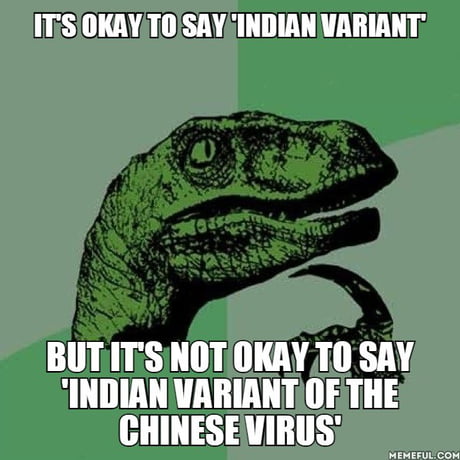 IT'S OKAY TO SAY 'INDIAN VARIANT'
BUT IT'S NOT OKAY TO SAY
'INDIAN VARIANT OF THE
CHINESE VIRUS'
MEMEFUL.COM